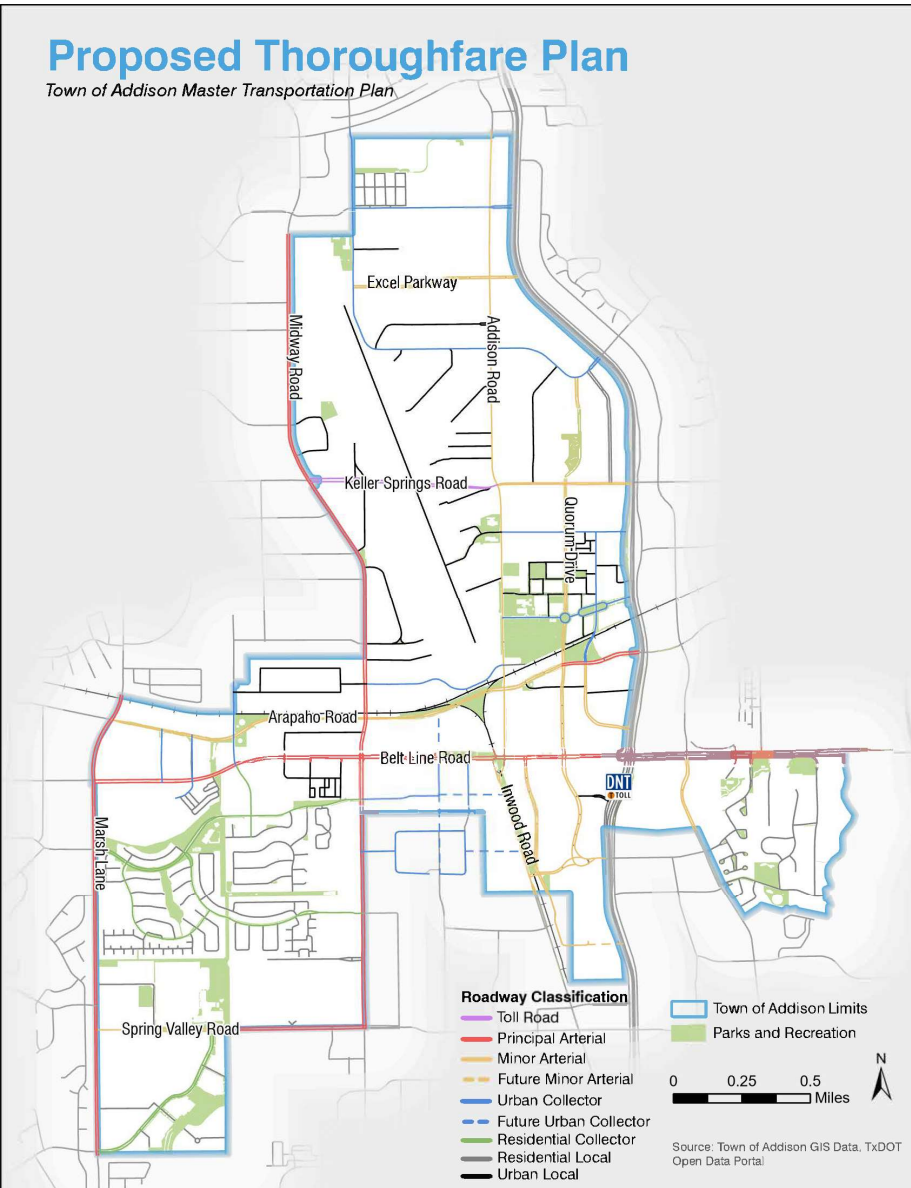 Proposed Thoroughfare Plan
Town of Addison Master Transportation Plan
Excel Parkway
Midway Road
Addison Road
Keller Springs Road
Quorum Drive
Arapaho Road
Belt Line Road
DNT
TOLL
Inwood Road
Marsh Lane
Spring Valley Road
Roadway Classification
Toll Road
Principal Arterial
Minor Arterial
Future Minor Arterial
Urban Collector
Future Urban Collector
Residential Collector
Residential Local
Urban Local
Town of Addison Limits
Parks and Recreation
N
0 0.25 0.5
Miles
Source: Town of Addison GIS Data, TxDOT
Open Data Portal